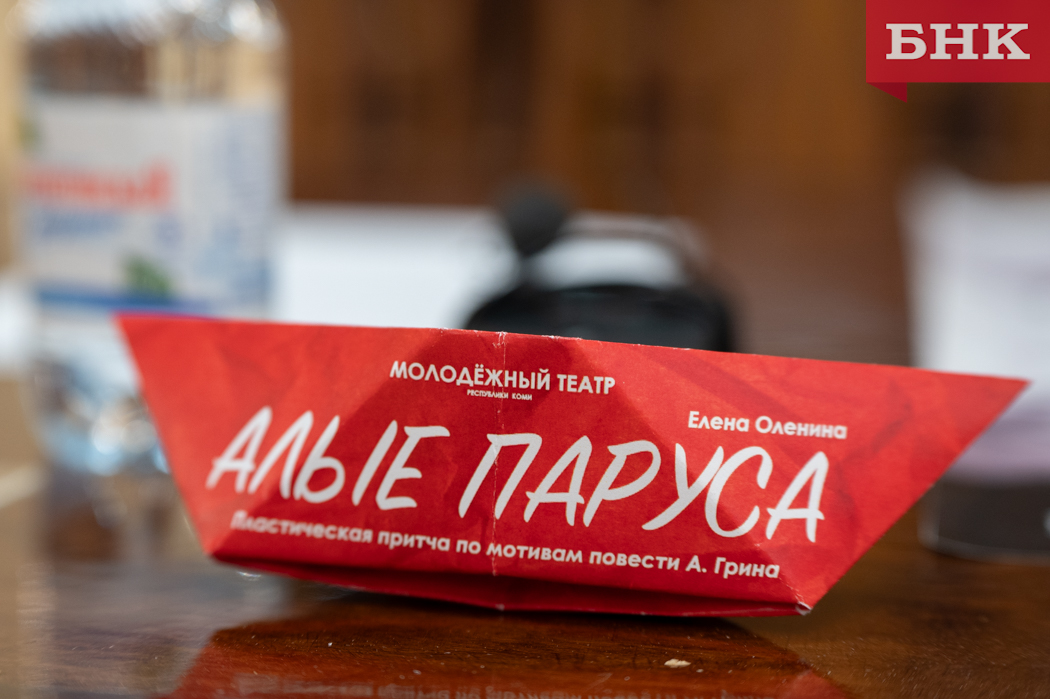 БНК
МОЛОДЁЖНЫЙ ТЕАТР
РЕСПУБЛИКИ КОМИ
Елена Оленина
АЛЫЕ ПАРУСА
Пластическая притча по мотивам повести А. Грина